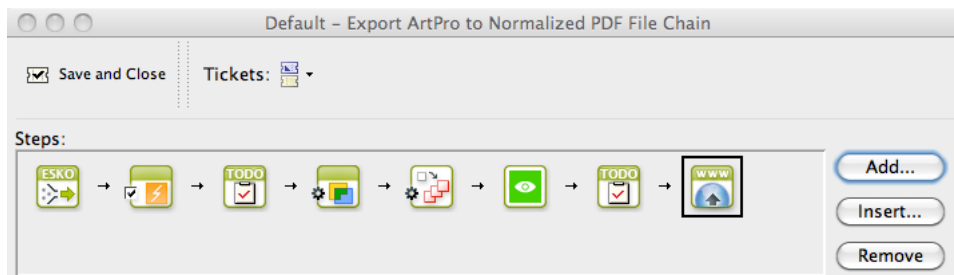 Default – Export ArtPro to Normalized PDF File Chain
Save and Close
Tickets:
Steps:
ESKO
TODO
TODO
WWW
Add...
Insert...
Remove